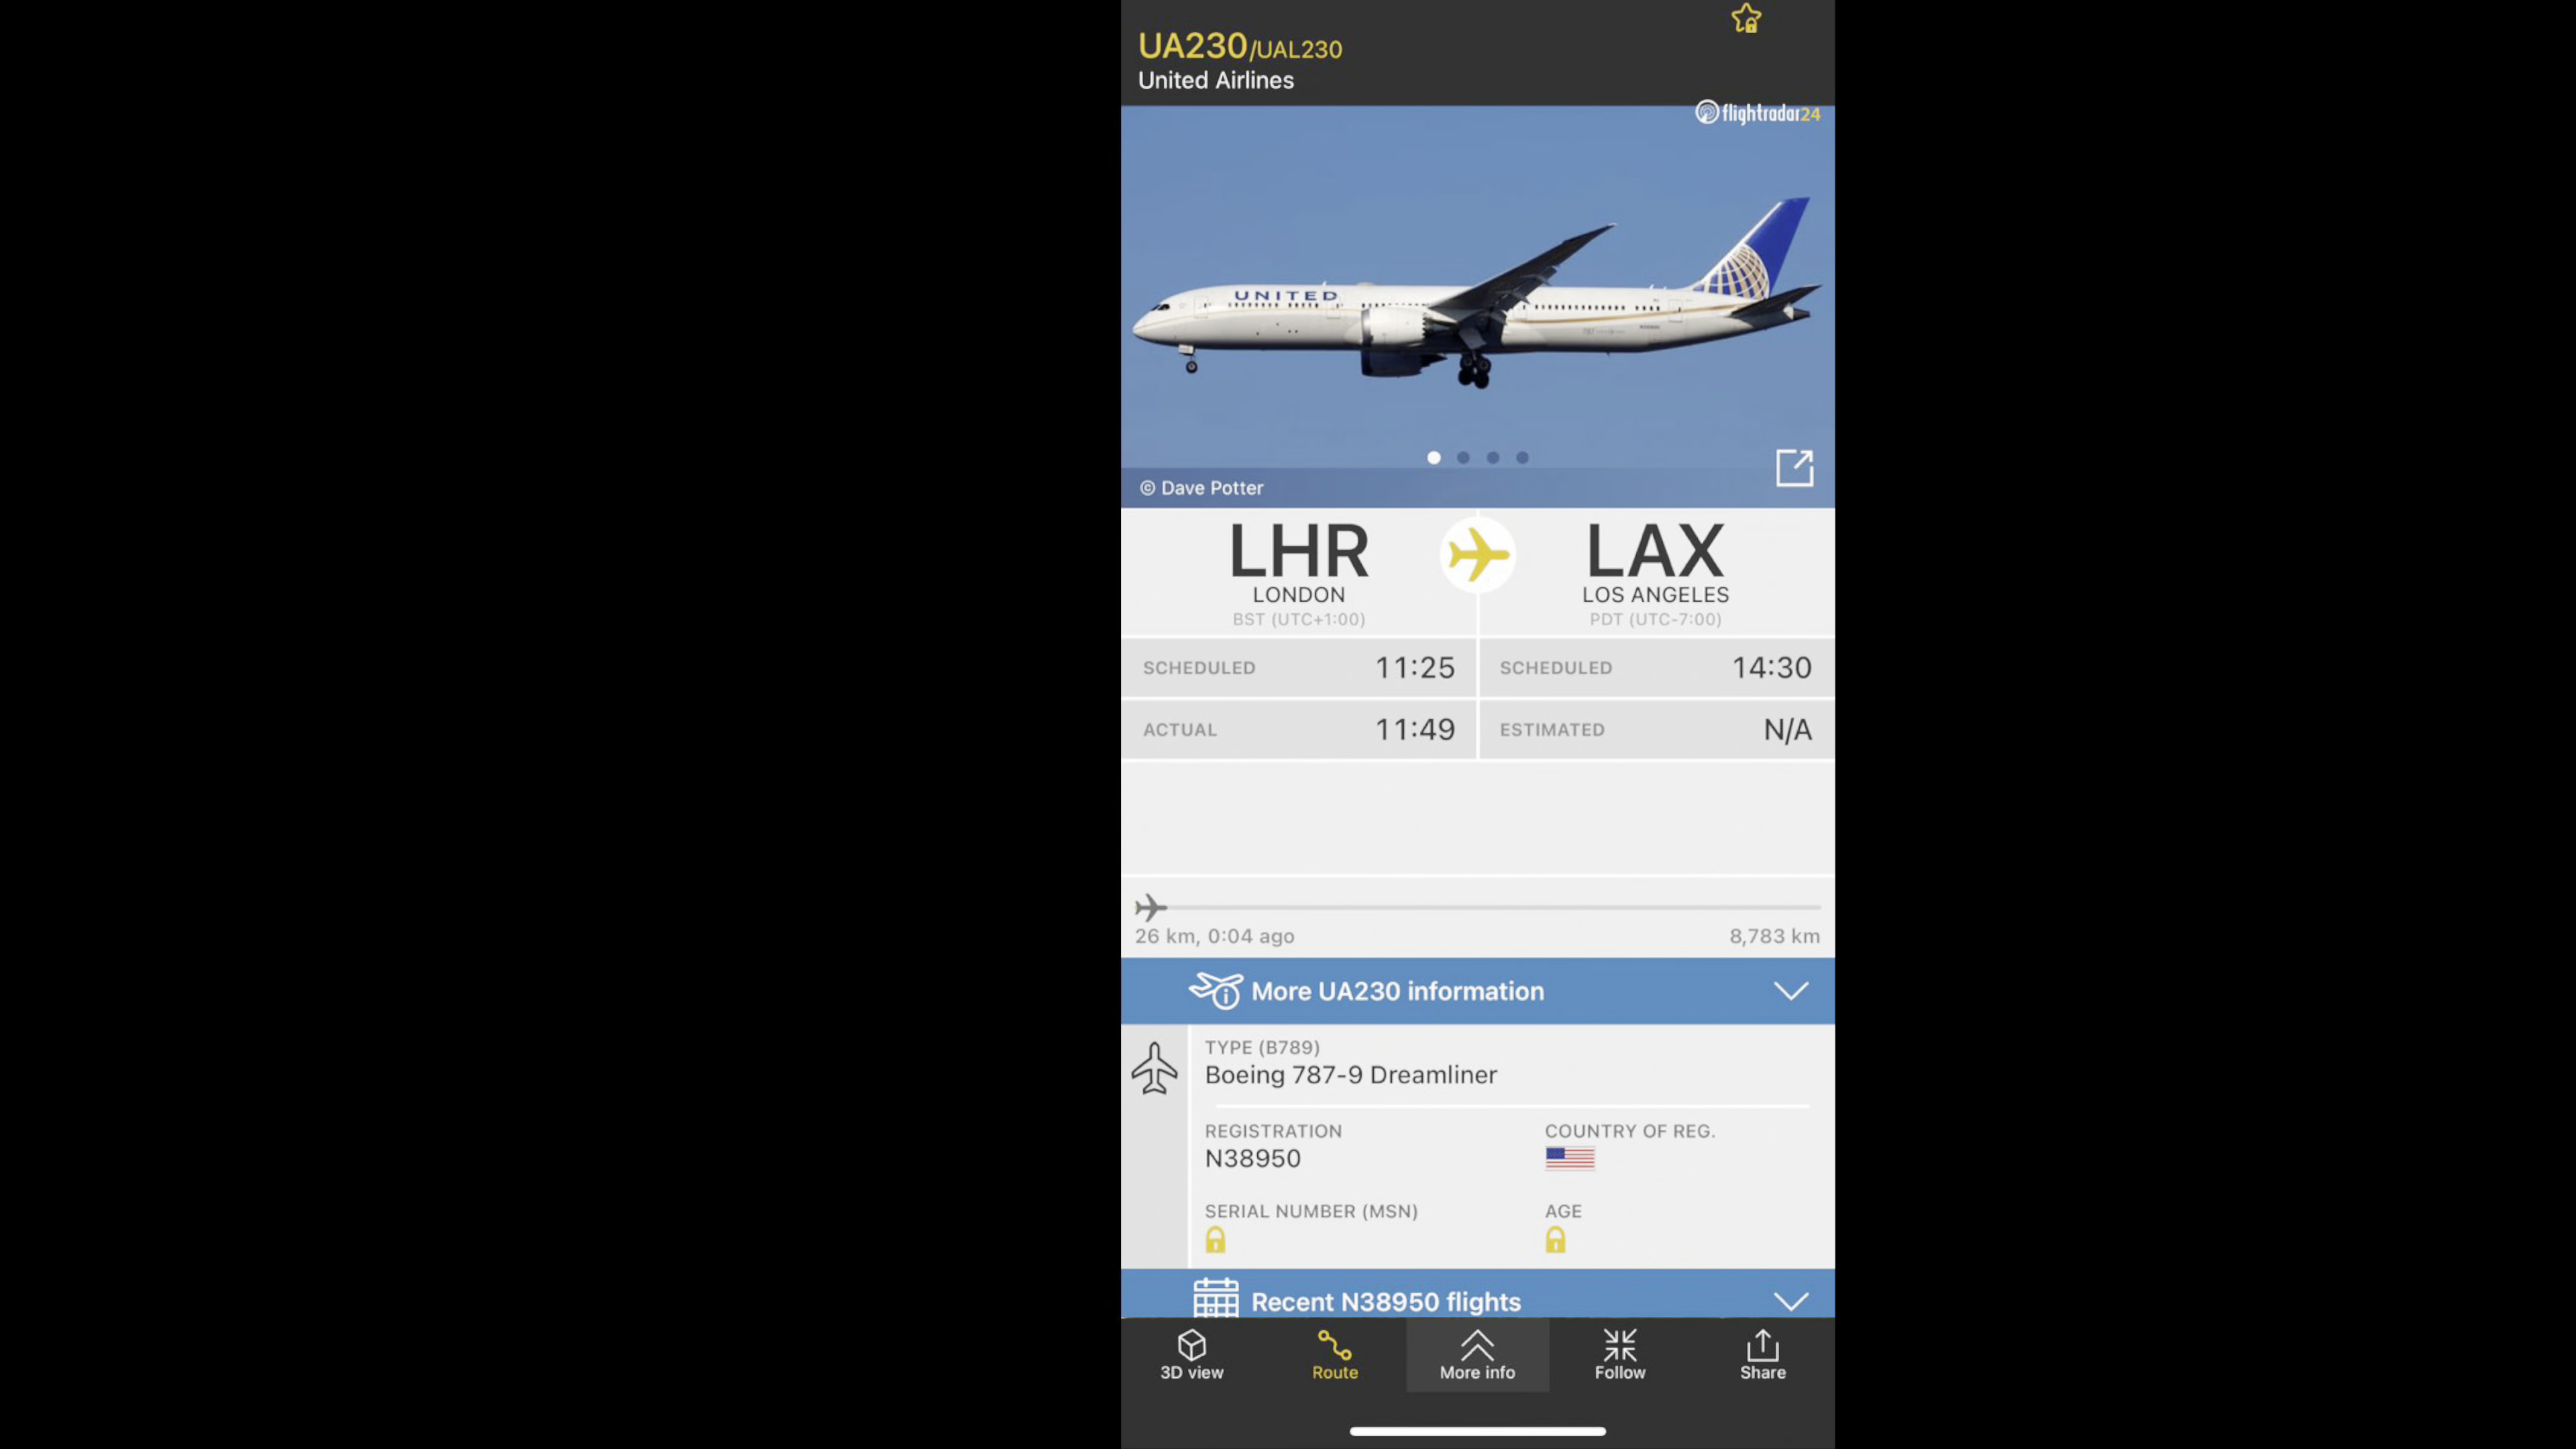 UA230/UAL230
United Airlines
flightradar24
UNITED
787
© Dave Potter
LHR
LONDON
BST (UTC+1:00)
LAX
LOS ANGELES
PDT (UTC-7:00)
SCHEDULED 11:25
SCHEDULED 14:30
ACTUAL 11:49
ESTIMATED N/A
26 km, 0:04 ago
8,783 km
More UA230 information
TYPE (B789)
Boeing 787-9 Dreamliner
REGISTRATION
N38950
COUNTRY OF REG.
SERIAL NUMBER (MSN)
AGE
Recent N38950 flights
3D view
Route
More info
Follow
Share